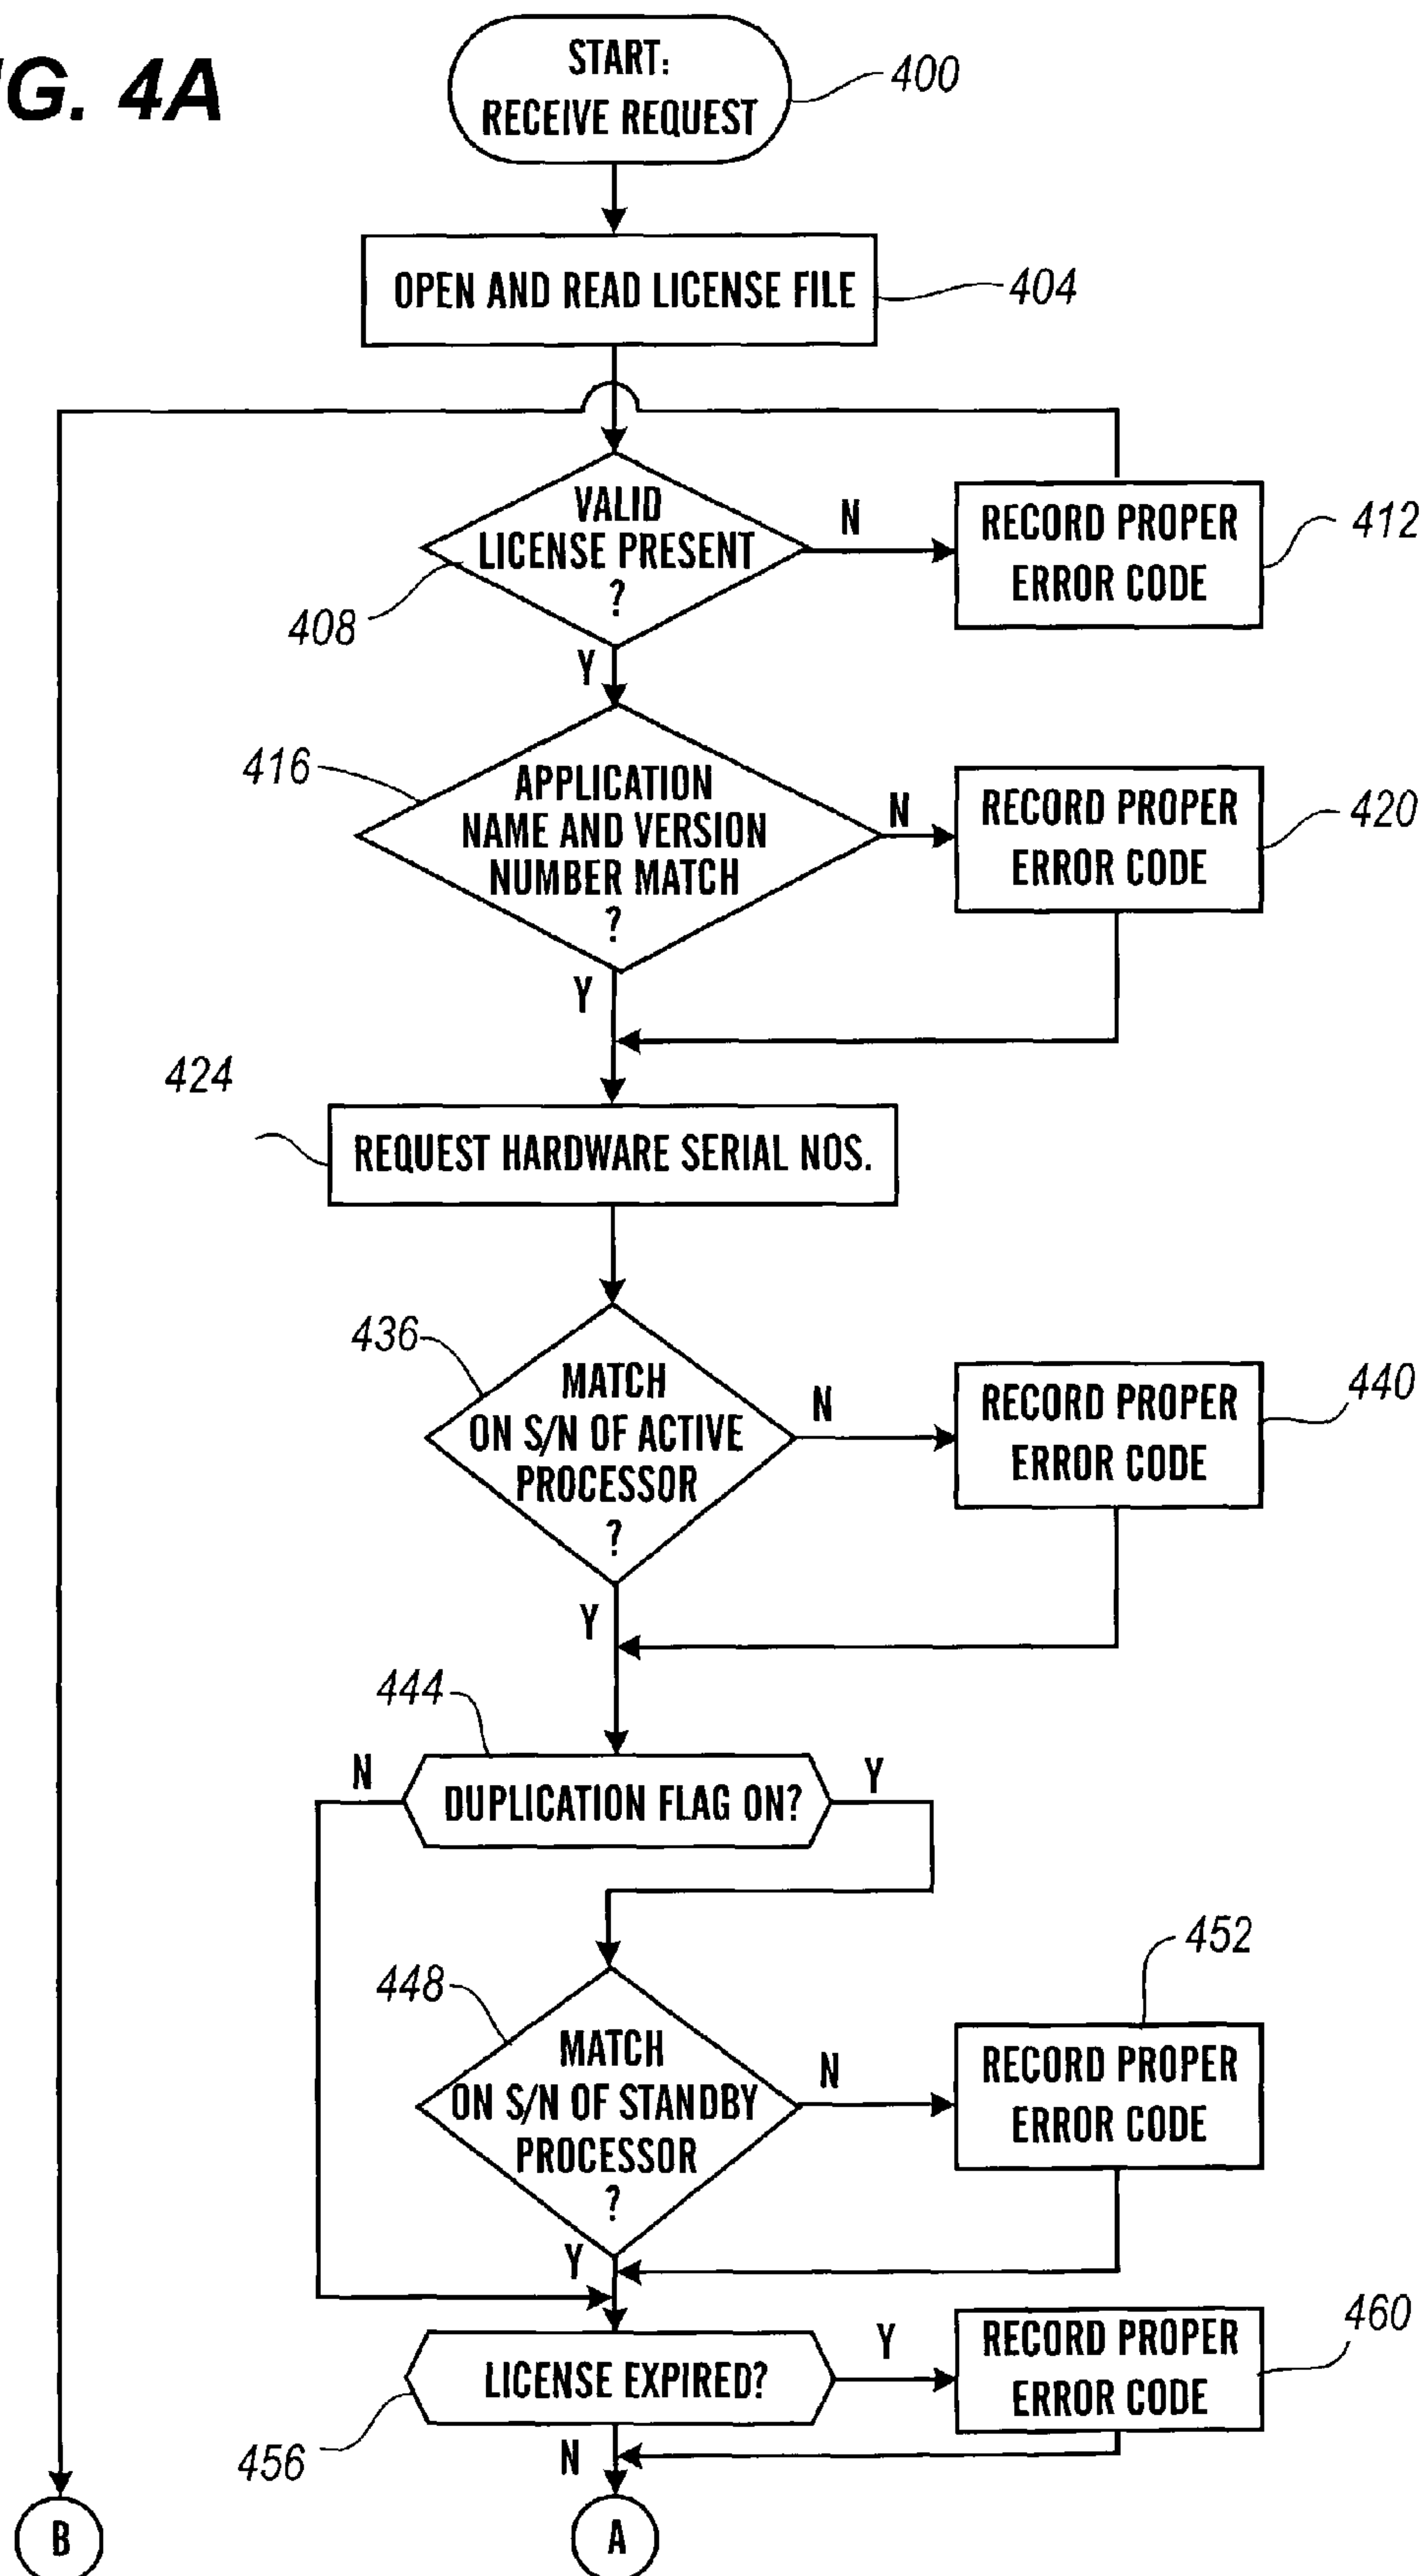 G. 4A
START:
RECEIVE REQUEST
400
OPEN AND READ LICENSE FILE
404
VALID
LICENSE PRESENT
?
408
N
RECORD PROPER
ERROR CODE
412
Y
416
APPLICATION
NAME AND VERSION
NUMBER MATCH
?
N
RECORD PROPER
ERROR CODE
420
Y
424
REQUEST HARDWARE SERIAL NOS.
436
MATCH
ON S/N OF ACTIVE
PROCESSOR
?
N
RECORD PROPER
ERROR CODE
440
Y
444
N
DUPLICATION FLAG ON?
Y
448
MATCH
ON S/N OF STANDBY
PROCESSOR
?
N
452
RECORD PROPER
ERROR CODE
Y
LICENSE EXPIRED?
456
Y
RECORD PROPER
ERROR CODE
460
N
B
A